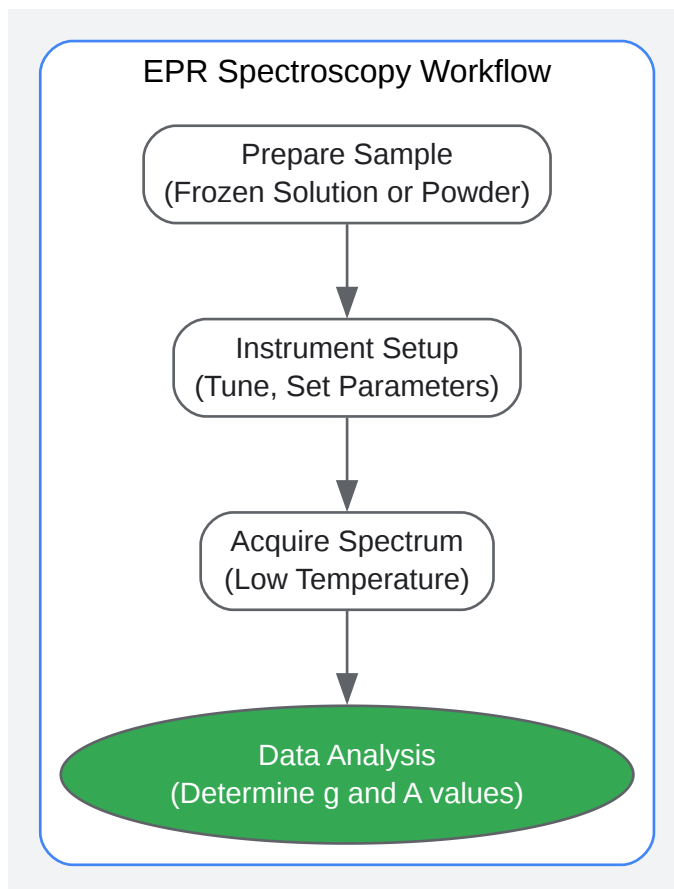 EPR Spectroscopy Workflow
Prepare Sample
(Frozen Solution or Powder)
Instrument Setup
(Tune, Set Parameters)
Acquire Spectrum
(Low Temperature)
Data Analysis
(Determine g and A values)